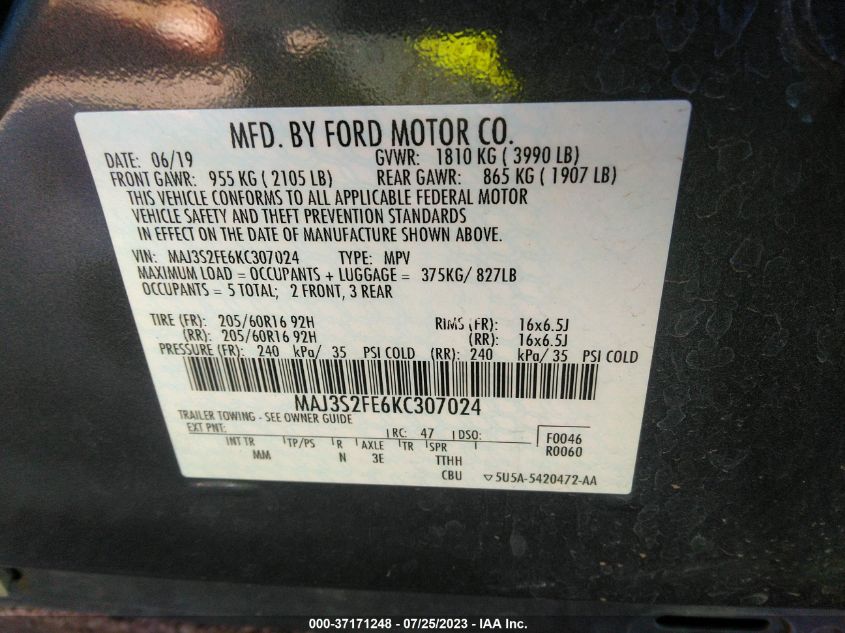 MFD. BY FORD MOTOR CO.
DATE: 06/19 GVWR: 1810 KG ( 3990 LB)
FRONT GAWR: 955 KG ( 2105 LB) REAR GAWR: 865 KG ( 1907 LB)
THIS VEHICLE CONFORMS TO ALL APPLICABLE FEDERAL MOTOR
VEHICLE SAFETY AND THEFT PREVENTION STANDARDS
IN EFFECT ON THE DATE OF MANUFACTURE SHOWN ABOVE.
VIN: MAJ3S2FE6KC307024 TYPE: MPV
MAXIMUM LOAD = OCCUPANTS + LUGGAGE = 375KG/ 827LB
OCCUPANTS = 5 TOTAL; 2 FRONT, 3 REAR
TIRE (FR): 205/60R16 92H RIMS (FR): 16x6.5J
(RR): 205/60R16 92H (RR): 16x6.5J
PRESSURE (FR): 240 kPa/ 35 PSI COLD (RR): 240 kPa/ 35 PSI COLD
MAJ3S2FE6KC307024
TRAILER TOWING - SEE OWNER GUIDE
EXT PNT: RC: 47 DSO: F0046
R0060
INT TR TP/PS R AXLE TR SPR
MM N 3E TTHH
CBU ▽5U5A-5420472-AA
000-37171248 - 07/25/2023 - IAA Inc.